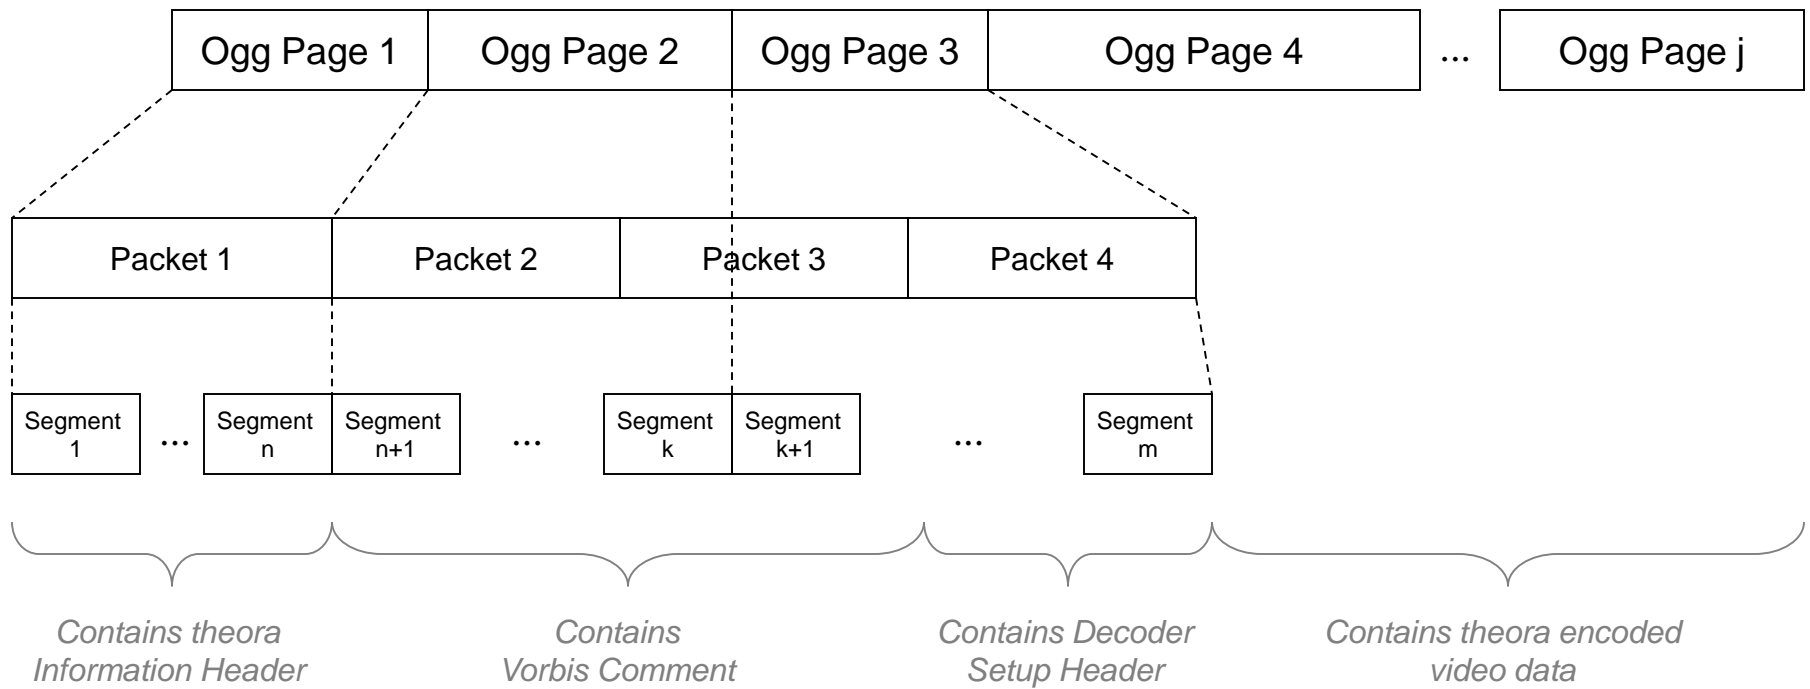 Ogg Page 1 Ogg Page 2 Ogg Page 3 Ogg Page 4 ... Ogg Page j
Packet 1 Packet 2 Packet 3 Packet 4
Segment 1 ... Segment n Segment n+1 ... Segment k Segment k+1 ... Segment m
Contains theora
Information Header
Contains
Vorbis Comment
Contains Decoder
Setup Header
Contains theora encoded
video data